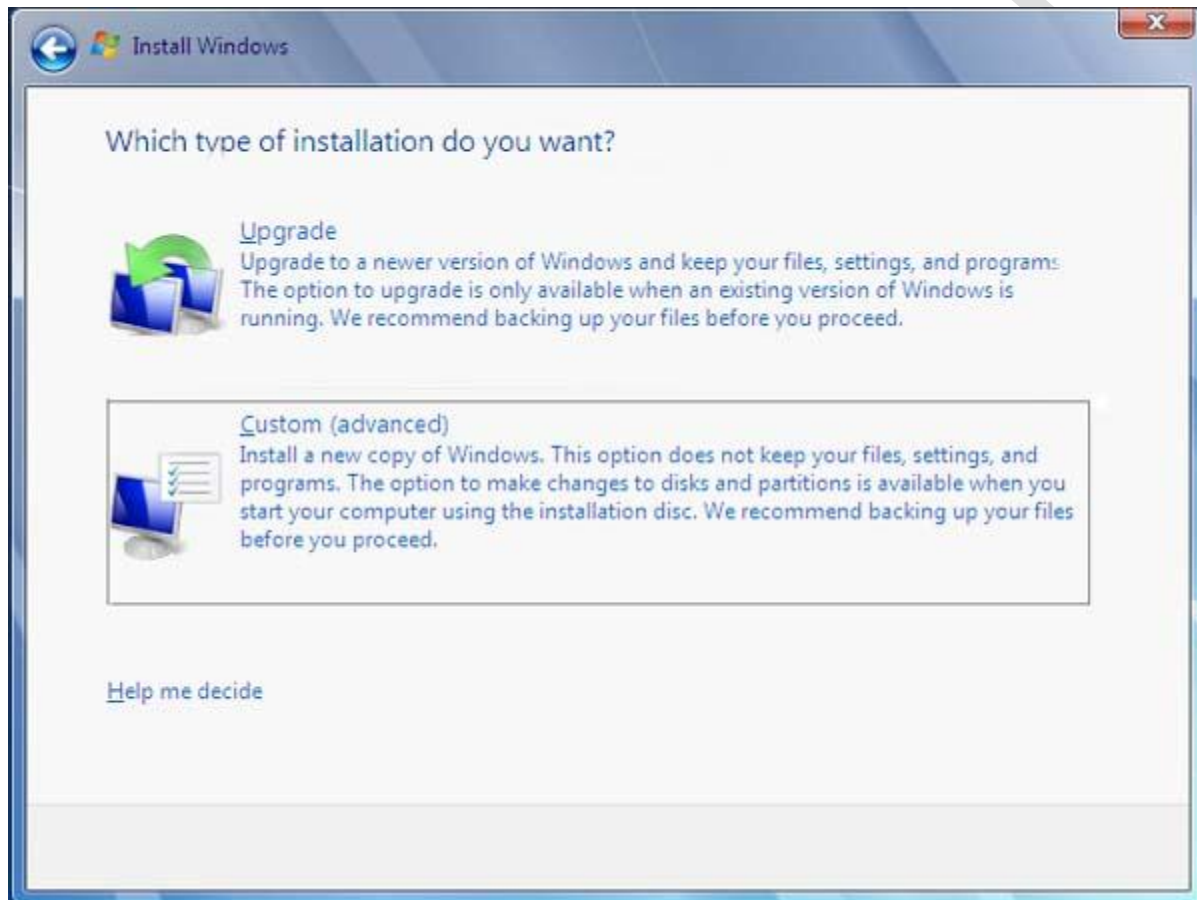 Install Windows
Which type of installation do you want?
Upgrade
Upgrade to a newer version of Windows and keep your files, settings, and programs
The option to upgrade is only available when an existing version of Windows is
running. We recommend backing up your files before you proceed.
Custom (advanced)
Install a new copy of Windows. This option does not keep your files, settings, and
programs. The option to make changes to disks and partitions is available when you
start your computer using the installation disc. We recommend backing up your files
before you proceed.
Help me decide